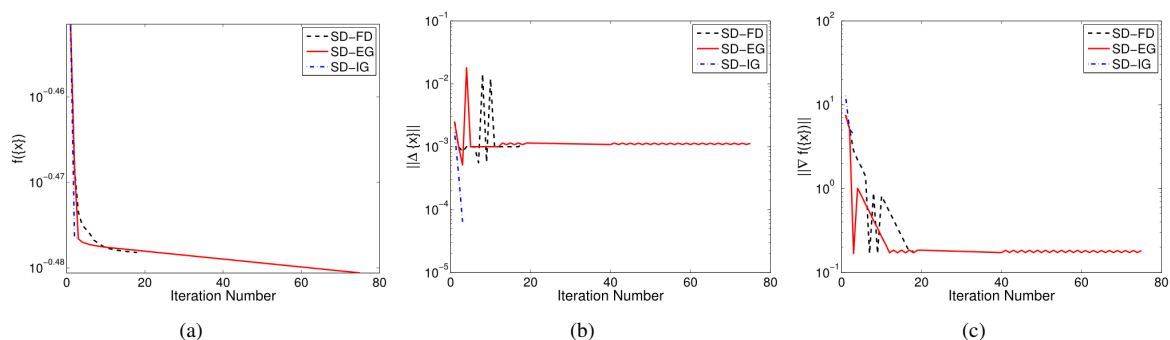 f({x})
10^-0.46
10^-0.47
10^-0.48
0 20 40 60 80
Iteration Number
SD-FD
SD-EG
SD-IG
(a)
||Δ {x}||
10^-1
10^-2
10^-3
10^-4
10^-5
0 20 40 60 80
Iteration Number
SD-FD
SD-EG
SD-IG
(b)
||∇ f({x})||
10^2
10^1
10^0
10^-1
0 20 40 60 80
Iteration Number
SD-FD
SD-EG
SD-IG
(c)